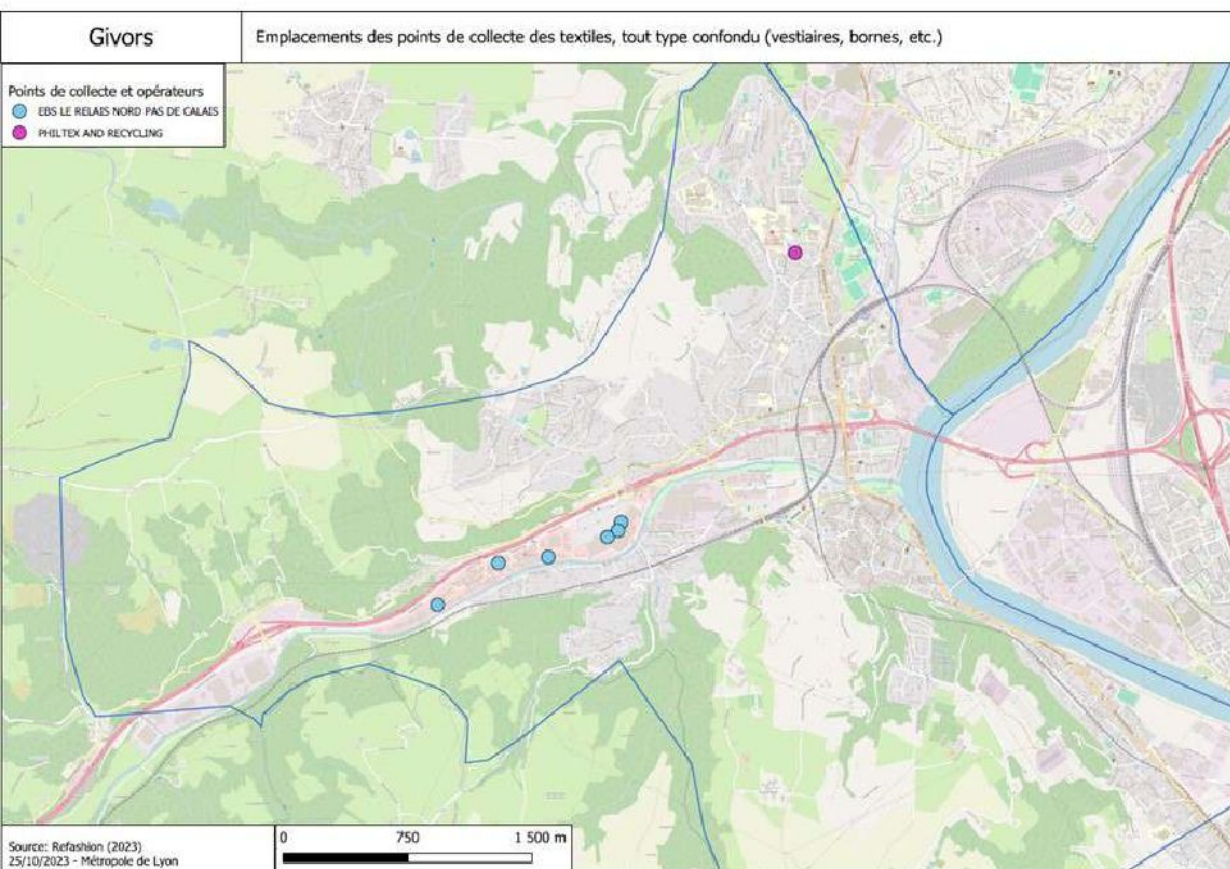 Givors
Emplacements des points de collecte des textiles, tout type confondu (vestiaires, bornes, etc.)
Points de collecte et opérateurs
EBS LE RELAIS NORD PAS DE CALAIS
PHILTEX AND RECYCLING
Source: Refashion (2023)
25/10/2023 - Métropole de Lyon
0 750 1 500 m